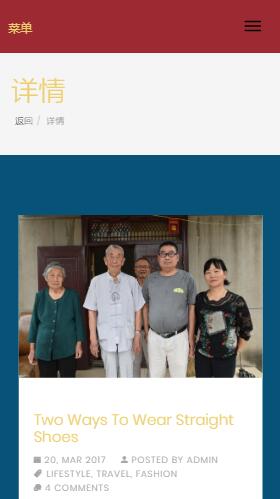 菜单
详情
返回 / 详情
Two Ways To Wear Straight
Shoes
20, MAR 2017 POSTED BY ADMIN
LIFESTYLE, TRAVEL, FASHION
4 COMMENTS